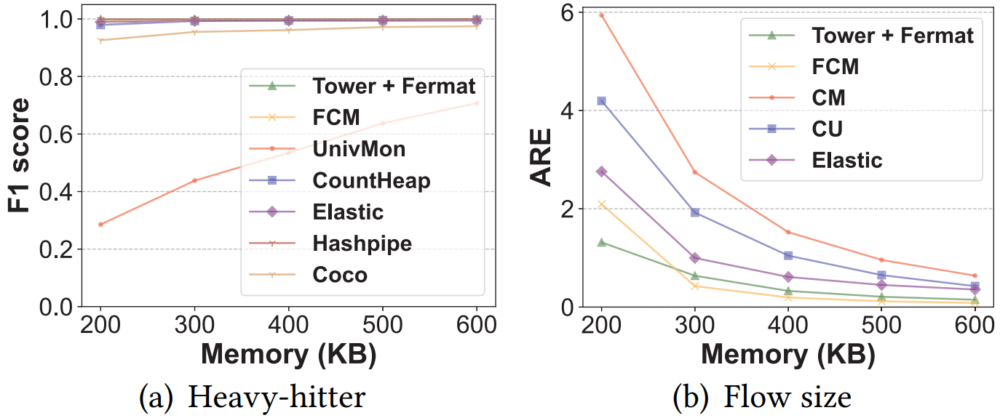 F1 score
1.0
0.8
0.6
0.4
0.2
0.0
Tower + Fermat
FCM
UnivMon
CountHeap
Elastic
Hashpipe
Coco
200 300 400 500 600
Memory (KB)
(a) Heavy-hitter
ARE
6
4
2
0
Tower + Fermat
FCM
CM
CU
Elastic
200 300 400 500 600
Memory (KB)
(b) Flow size